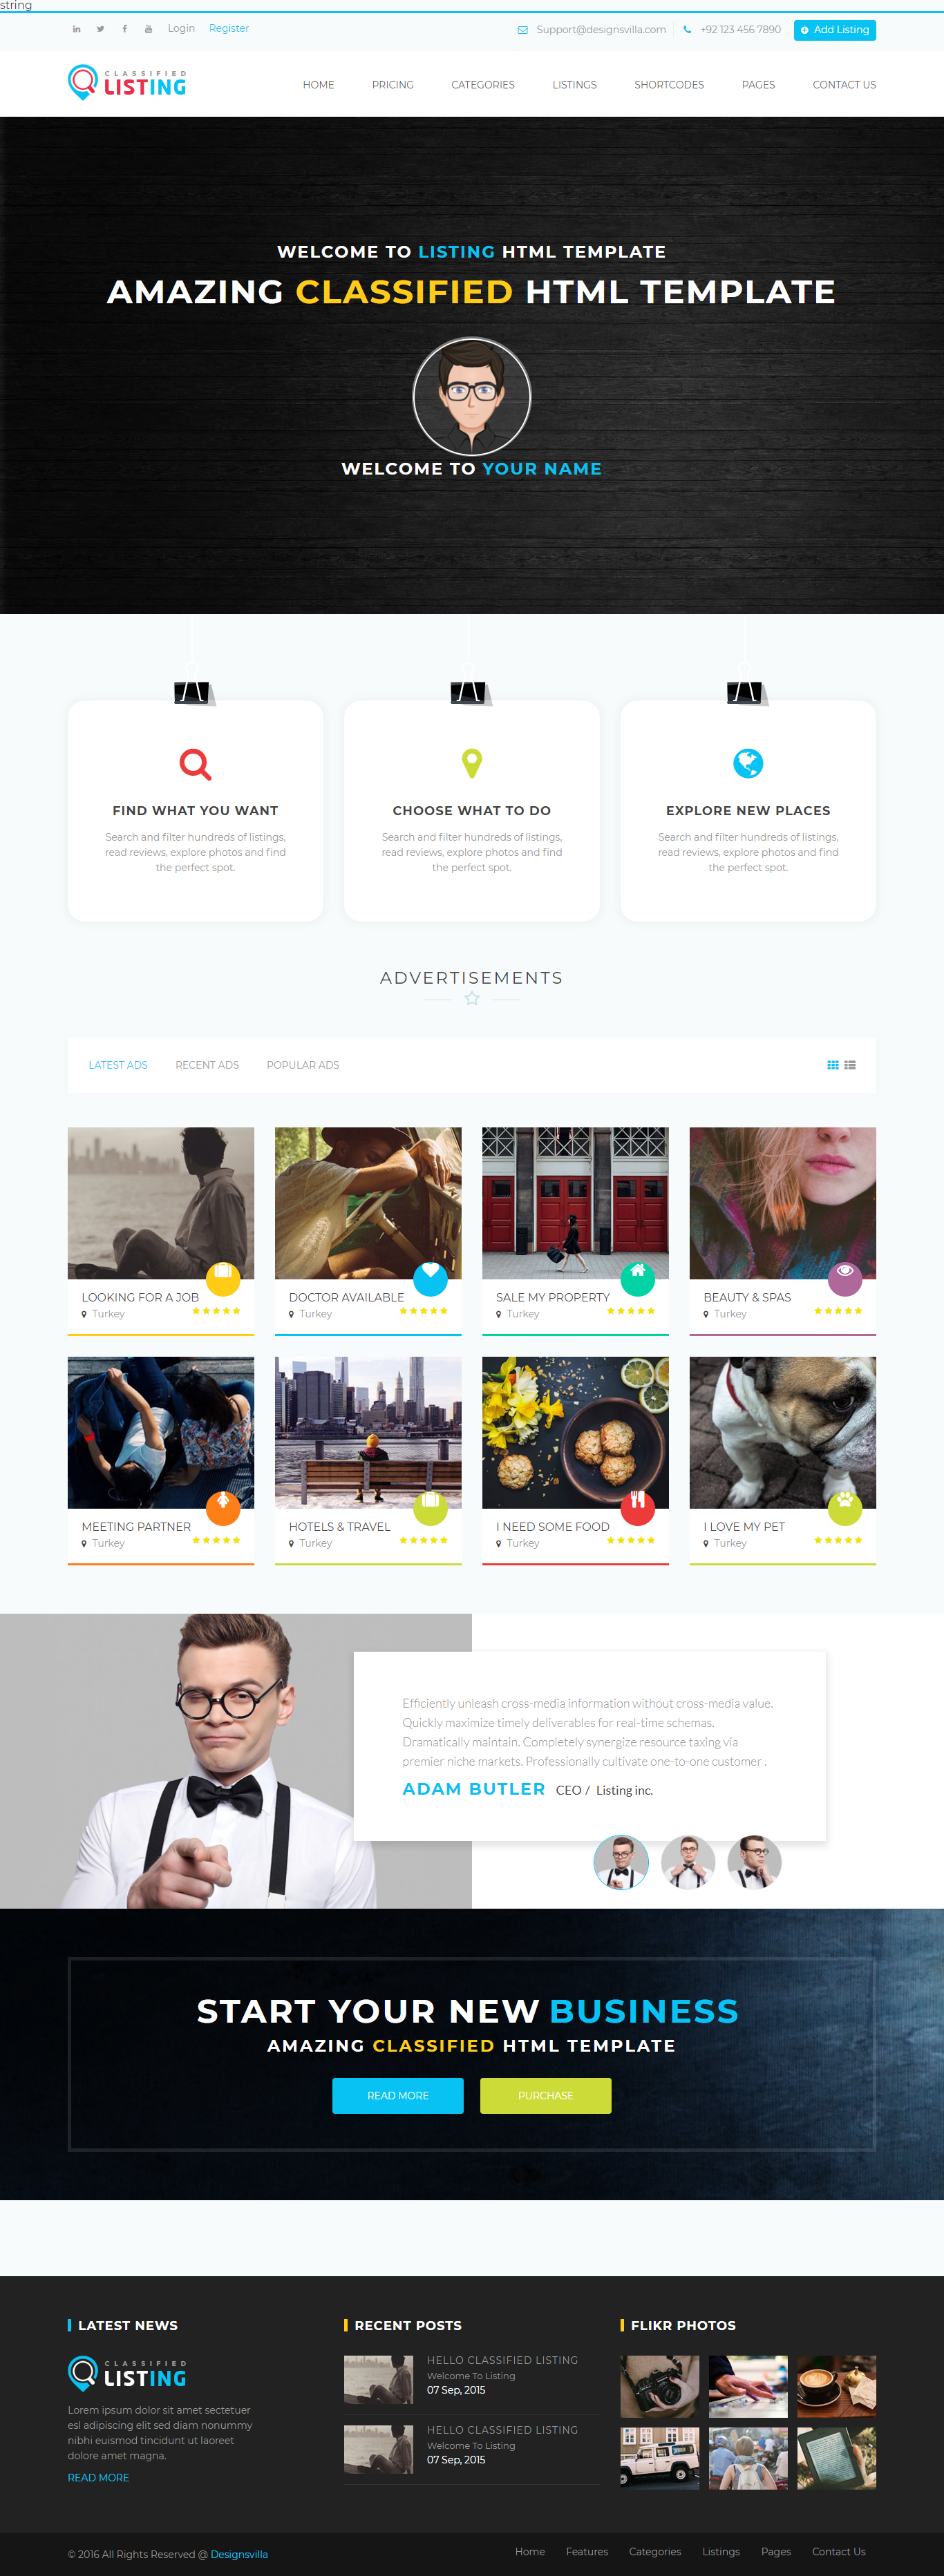 string
Login Register Support@designsvilla.com +92 123 456 7890 Add Listing
CLASSIFIED
LISTING
HOME PRICING CATEGORIES LISTINGS SHORTCODES PAGES CONTACT US
WELCOME TO LISTING HTML TEMPLATE
AMAZING CLASSIFIED HTML TEMPLATE
WELCOME TO YOUR NAME
FIND WHAT YOU WANT
Search and filter hundreds of listings,
read reviews, explore photos and find
the perfect spot.
CHOOSE WHAT TO DO
Search and filter hundreds of listings,
read reviews, explore photos and find
the perfect spot.
EXPLORE NEW PLACES
Search and filter hundreds of listings,
read reviews, explore photos and find
the perfect spot.
ADVERTISEMENTS
LATEST ADS RECENT ADS POPULAR ADS
LOOKING FOR A JOB
Turkey
DOCTOR AVAILABLE
Turkey
SALE MY PROPERTY
Turkey
BEAUTY & SPAS
Turkey
MEETING PARTNER
Turkey
HOTELS & TRAVEL
Turkey
I NEED SOME FOOD
Turkey
I LOVE MY PET
Turkey
Efficiently unleash cross-media information without cross-media value.
Quickly maximize timely deliverables for real-time schemas.
Dramatically maintain. Completely synergize resource taxing via
premier niche markets. Professionally cultivate one-to-one customer .
ADAM BUTLER CEO / Listing inc.
START YOUR NEW BUSINESS
AMAZING CLASSIFIED HTML TEMPLATE
READ MORE PURCHASE
LATEST NEWS
CLASSIFIED
LISTING
Lorem ipsum dolor sit amet sectetuer
esl adipiscing elit sed diam nonummy
nibhi euismod tincidunt ut laoreet
dolore amet magna.
READ MORE
RECENT POSTS
HELLO CLASSIFIED LISTING
Welcome To Listing
07 Sep, 2015
HELLO CLASSIFIED LISTING
Welcome To Listing
07 Sep, 2015
FLIKR PHOTOS
© 2016 All Rights Reserved @ Designsvilla
Home Features Categories Listings Pages Contact Us